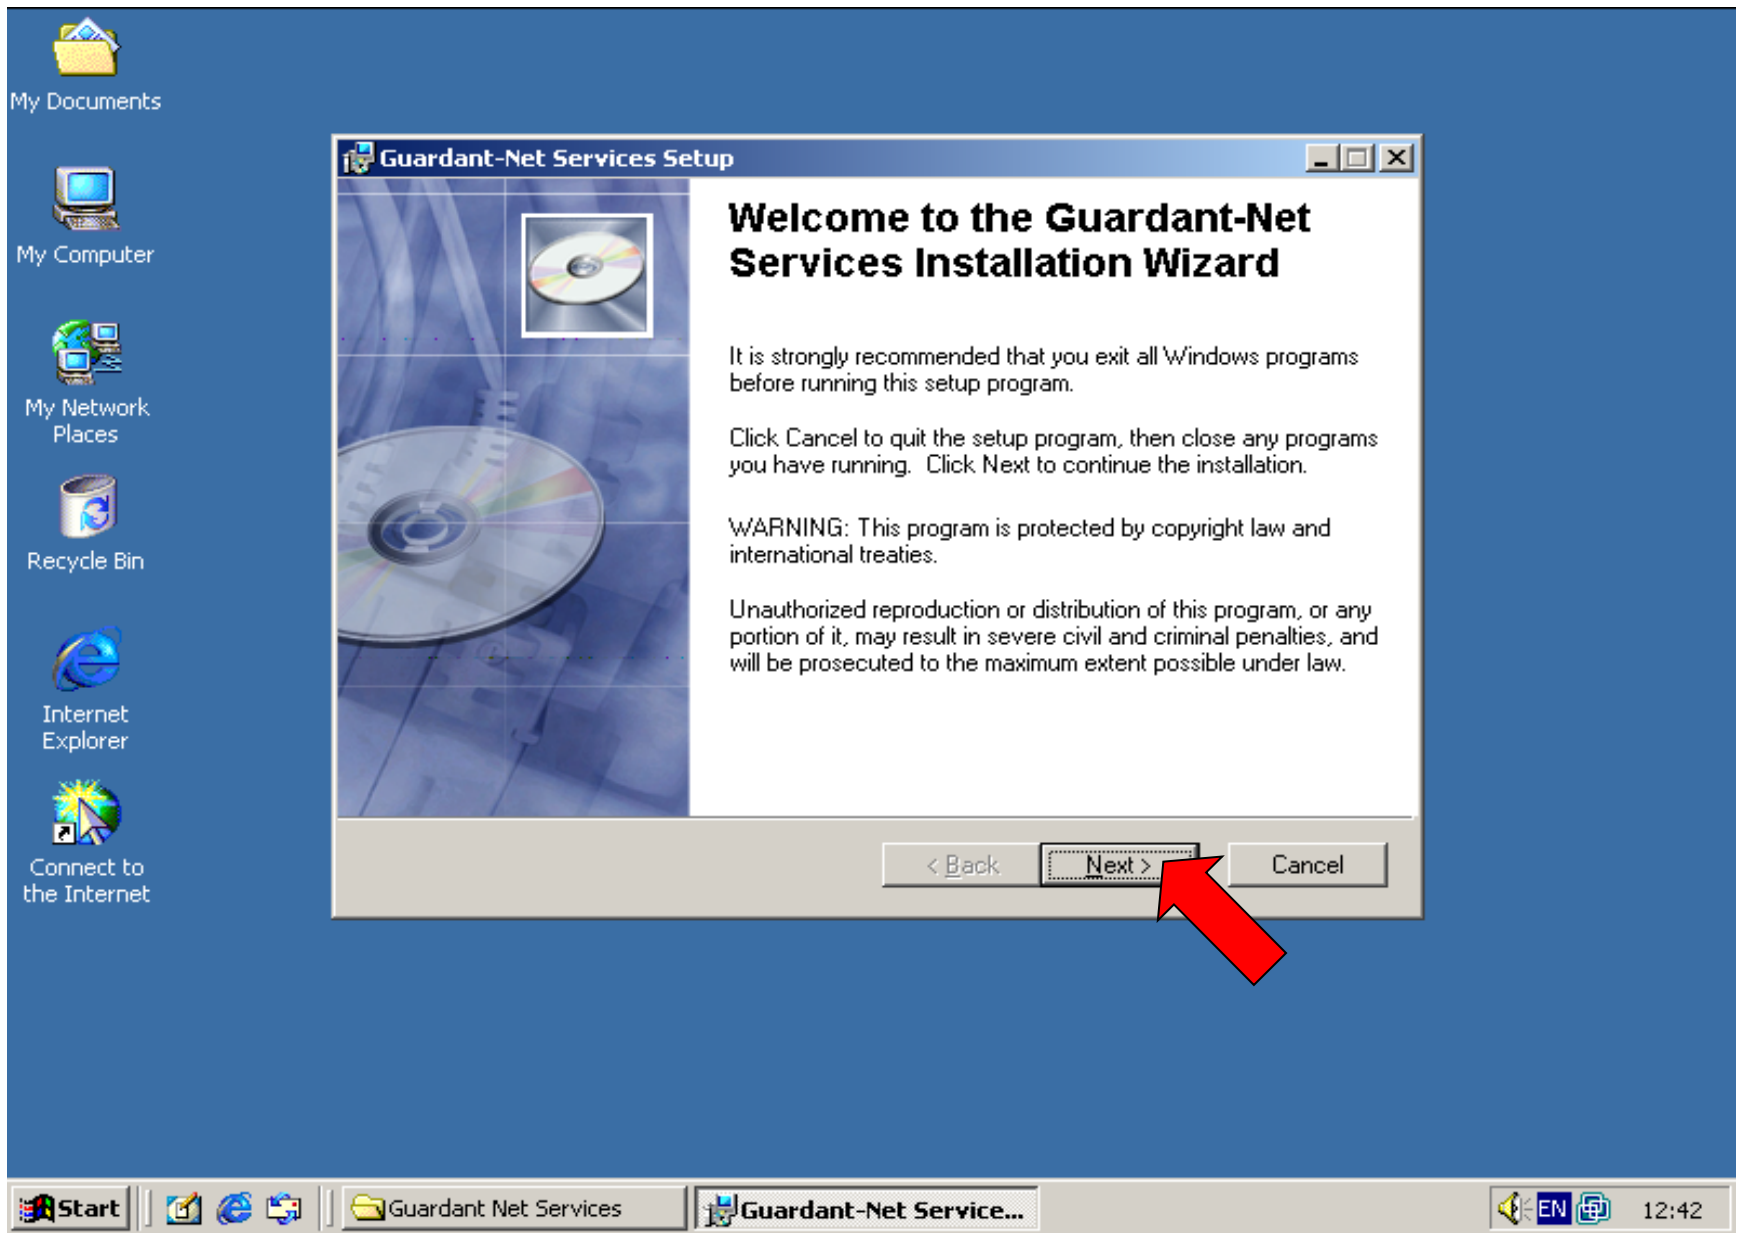 My Documents
My Computer
My Network
Places
Recycle Bin
Internet
Explorer
Connect to
the Internet
Guardant-Net Services Setup
Welcome to the Guardant-Net
Services Installation Wizard
It is strongly recommended that you exit all Windows programs
before running this setup program.
Click Cancel to quit the setup program, then close any programs
you have running.  Click Next to continue the installation.
WARNING: This program is protected by copyright law and
international treaties.
Unauthorized reproduction or distribution of this program, or any
portion of it, may result in severe civil and criminal penalties, and
will be prosecuted to the maximum extent possible under law.
< Back
Next >
Cancel
Start
Guardant Net Services
Guardant-Net Service...
EN
12:42